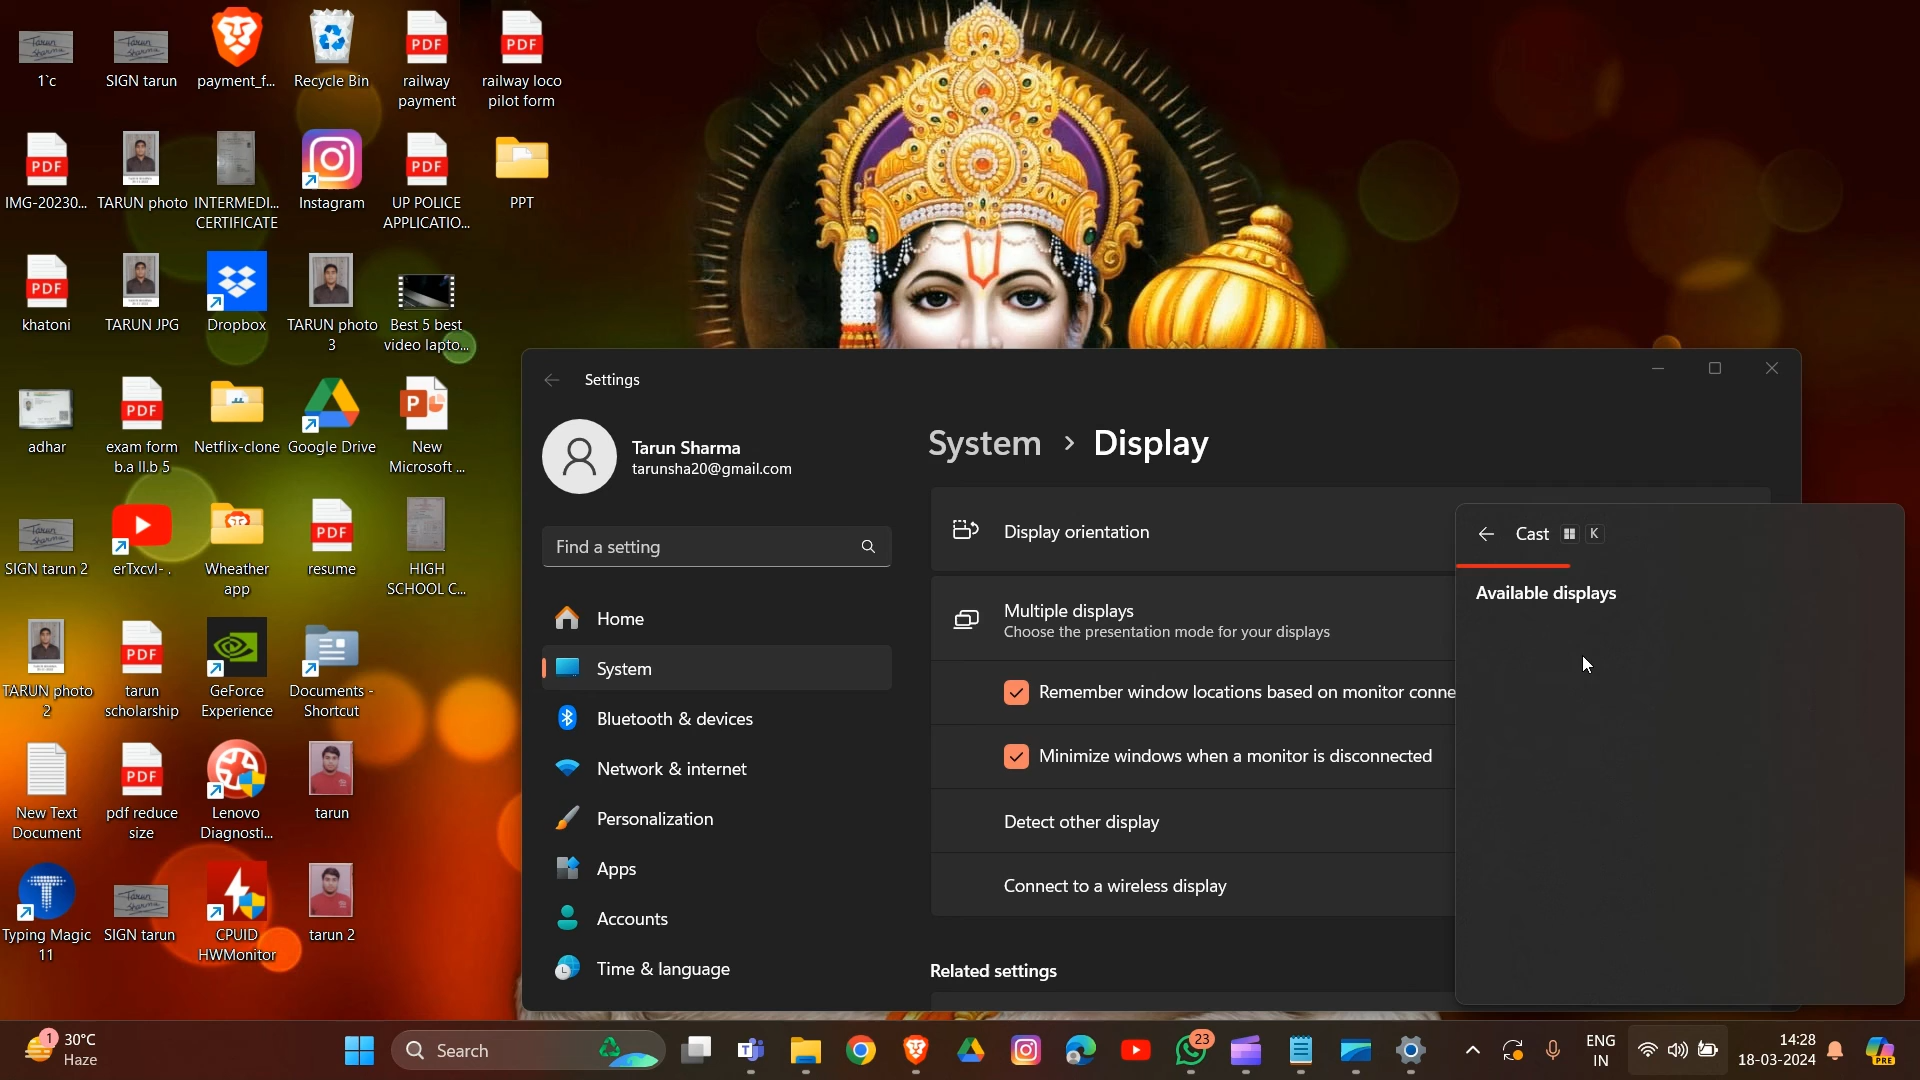 1`c
SIGN tarun
payment_f...
Recycle Bin
railway
payment
railway loco
pilot form
IMG-20230...
TARUN photo
INTERMEDI...
CERTIFICATE
Instagram
UP POLICE
APPLICATIO...
PPT
khatoni
TARUN JPG
Dropbox
TARUN photo
3
Best 5 best
video lapto...
adhar
exam form
b.a ll.b 5
Netflix-clone
Google Drive
New
Microsoft ...
SIGN tarun 2
erTxcvl- .
Wheather
app
resume
HIGH
SCHOOL C...
TARUN photo
2
tarun
scholarship
GeForce
Experience
Documents -
Shortcut
New Text
Document
pdf reduce
size
Lenovo
Diagnosti...
tarun
Typing Magic
11
SIGN tarun
CPUID
HWMonitor
tarun 2
Settings
Tarun Sharma
tarunsha20@gmail.com
Find a setting
Home
System
Bluetooth & devices
Network & internet
Personalization
Apps
Accounts
Time & language
System > Display
Display orientation
Multiple displays
Choose the presentation mode for your displays
Remember window locations based on monitor conne
Minimize windows when a monitor is disconnected
Detect other display
Connect to a wireless display
Related settings
Cast K
Available displays
1
30°C
Haze
Search
23
ENG
IN
14:28
18-03-2024
PRE